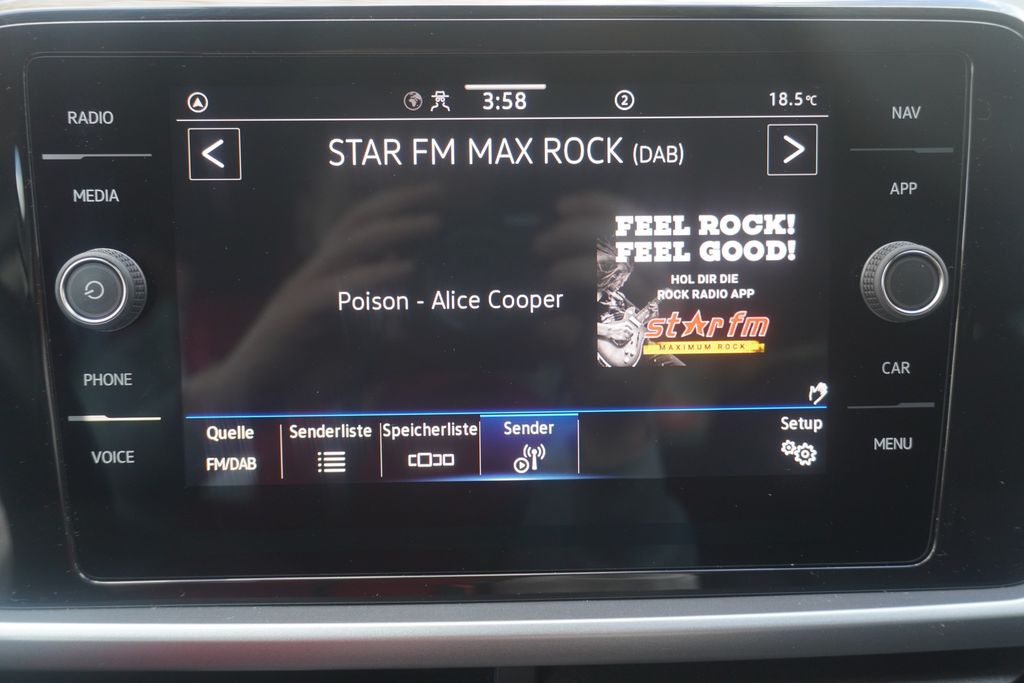 RADIO
MEDIA
PHONE
VOICE
3:58
2
18.5°C
<
STAR FM MAX ROCK (DAB)
>
Poison - Alice Cooper
FEEL ROCK!
FEEL GOOD!
HOL DIR DIE
ROCK RADIO APP
star fm
MAXIMUM ROCK
Quelle
FM/DAB
Senderliste
Speicherliste
Sender
Setup
NAV
APP
CAR
MENU